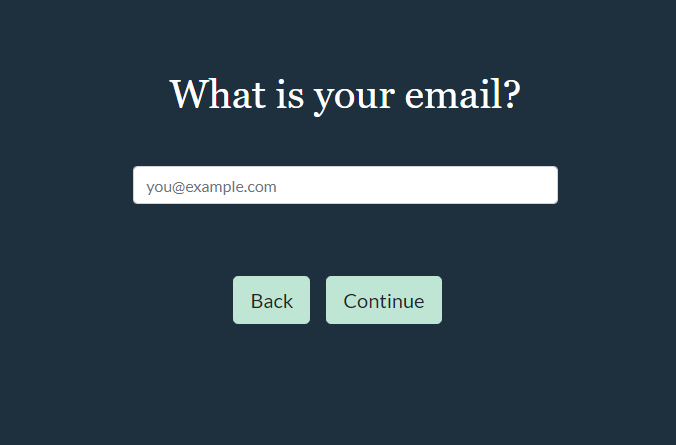 What is your email?
you@example.com
Back Continue